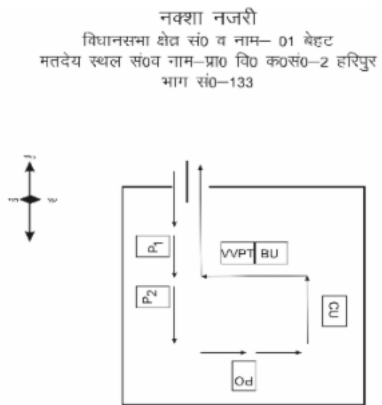 नक्शा नजरी
विधानसभा क्षेत्र सं0 व नाम– 01 बेहट
मतदेय स्थल सं0व नाम–प्रा0 वि0 क0सं0–2 हरिपुर
भाग सं0–133
P1
VVPT BU
P2
CU
PO